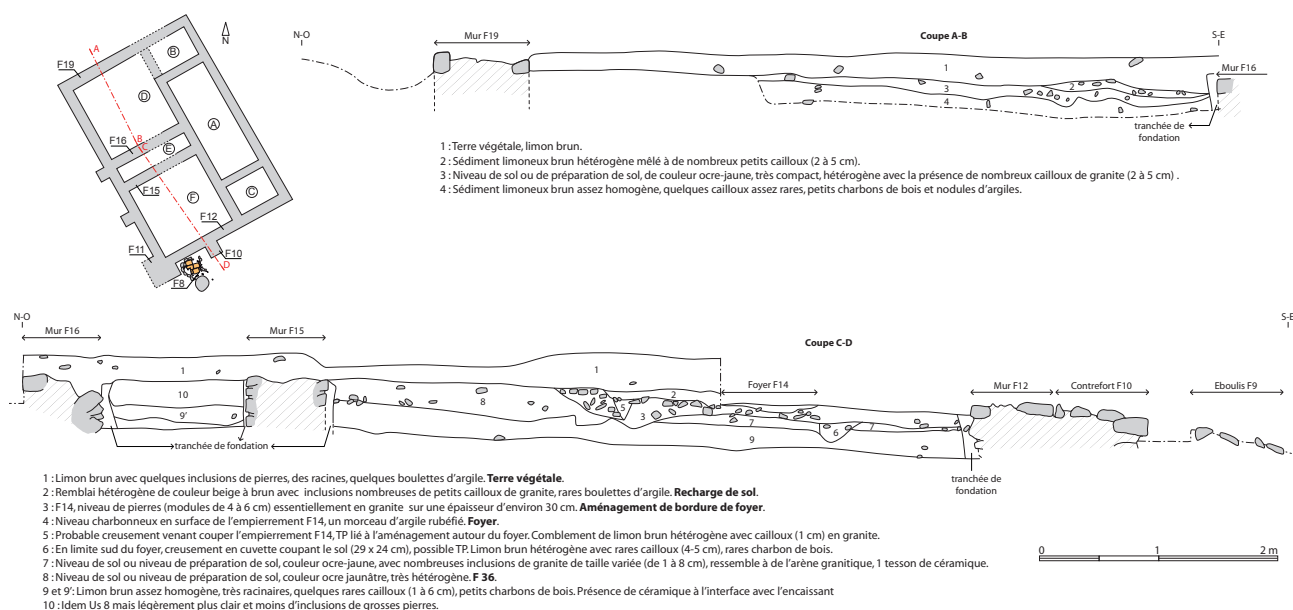 N
A
F19
B
D
A
F16
B
C
E
F15
C
F
F12
F11
F10
D
F8
N-O
Mur F19
Coupe A-B
S-E
Mur F16
1
2
3
4
tranchée de
fondation
1 : Terre végétale, limon brun.
2 : Sédiment limoneux brun hétérogène mêlé à de nombreux petits cailloux (2 à 5 cm).
3 : Niveau de sol ou de préparation de sol, de couleur ocre-jaune, très compact, hétérogène avec la présence de nombreux cailloux de granite (2 à 5 cm) .
4 : Sédiment limoneux brun assez homogène, quelques cailloux assez rares, petits charbons de bois et nodules d'argiles.
N-O
Mur F16
Mur F15
Coupe C-D
S-E
Foyer F14
Mur F12
Contrefort F10
Eboulis F9
1
1
10
9'
8
5
2
3
7
6
7
9
tranchée de fondation
tranchée de
fondation
1 : Limon brun avec quelques inclusions de pierres, des racines, quelques boulettes d'argile. Terre végétale.
2 : Remblai hétérogène de couleur beige à brun avec inclusions nombreuses de petits cailloux de granite, rares boulettes d'argile. Recharge de sol.
3 : F14, niveau de pierres (modules de 4 à 6 cm) essentiellement en granite sur une épaisseur d'environ 30 cm. Aménagement de bordure de foyer.
4 : Niveau charbonneux en surface de l'empierrement F14, un morceau d'argile rubéfié. Foyer.
5 : Probable creusement venant couper l'empierrement F14, TP lié à l'aménagement autour du foyer. Comblement de limon brun hétérogène avec cailloux (1 cm) en granite.
6 : En limite sud du foyer, creusement en cuvette coupant le sol (29 x 24 cm), possible TP. Limon brun hétérogène avec rares cailloux (4-5 cm), rares charbon de bois.
7 : Niveau de sol ou niveau de préparation de sol, couleur ocre-jaune, avec nombreuses inclusions de granite de taille variée (de 1 à 8 cm), ressemble à de l'arène granitique, 1 tesson de céramique.
8 : Niveau de sol ou niveau de préparation de sol, couleur ocre jaunâtre, très hétérogène. F 36.
9 et 9': Limon brun assez homogène, très racinaires, quelques rares cailloux (1 à 6 cm), petits charbons de bois. Présence de céramique à l'interface avec l'encaissant
10 : Idem Us 8 mais légèrement plus clair et moins d'inclusions de grosses pierres.
0 1 2 m